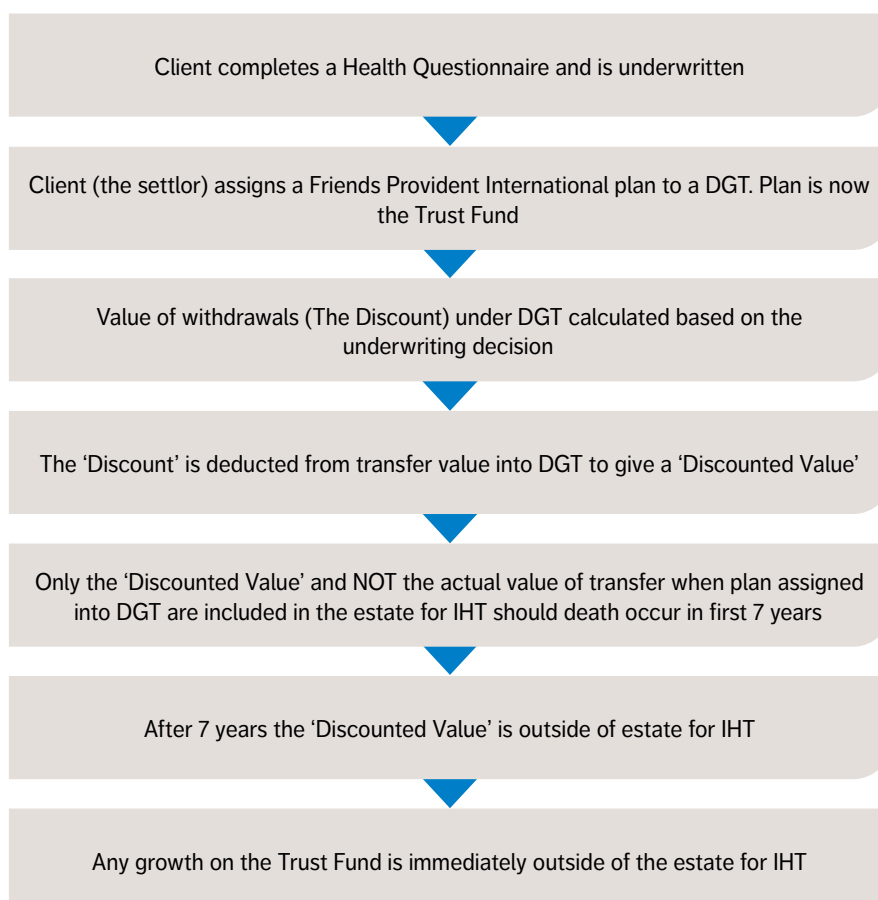 Client completes a Health Questionnaire and is underwritten
Client (the settlor) assigns a Friends Provident International plan to a DGT. Plan is now
the Trust Fund
Value of withdrawals (The Discount) under DGT calculated based on the
underwriting decision
The ‘Discount’ is deducted from transfer value into DGT to give a ‘Discounted Value’
Only the ‘Discounted Value’ and NOT the actual value of transfer when plan assigned
into DGT are included in the estate for IHT should death occur in first 7 years
After 7 years the ‘Discounted Value’ is outside of estate for IHT
Any growth on the Trust Fund is immediately outside of the estate for IHT